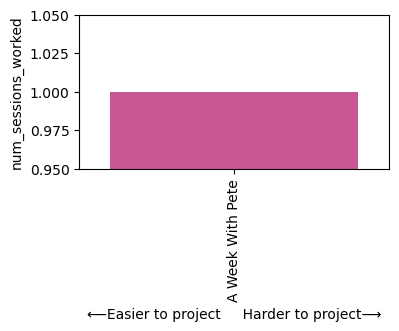 num_sessions_worked
1.050
1.025
1.000
0.975
0.950
A Week With Pete
⟵Easier to project     Harder to project⟶